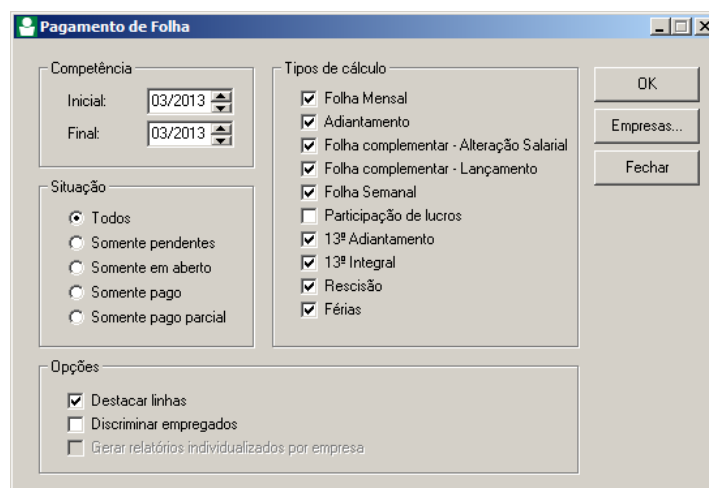 Pagamento de Folha
Competência
Inicial: 03/2013
Final: 03/2013
Situação
Todos
Somente pendentes
Somente em aberto
Somente pago
Somente pago parcial
Tipos de cálculo
Folha Mensal
Adiantamento
Folha complementar - Alteração Salarial
Folha complementar - Lançamento
Folha Semanal
Participação de lucros
13º Adiantamento
13º Integral
Rescisão
Férias
OK
Empresas...
Fechar
Opções
Destacar linhas
Discriminar empregados
Gerar relatórios individualizados por empresa